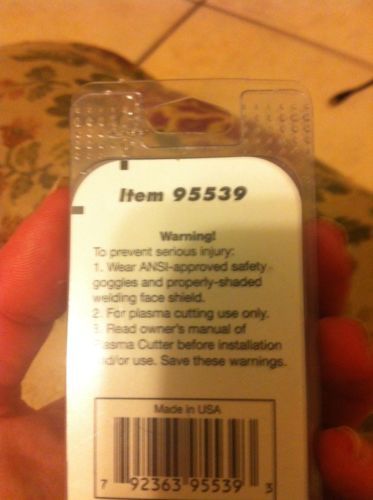 Item 95539
Warning!
To prevent serious injury:
1. Wear ANSI-approved safety
goggles and properly-shaded
welding face shield.
2. For plasma cutting use only.
3. Read owner's manual of
Plasma Cutter before installation
and/or use. Save these warnings.
Made in USA
7 92363 95539 3